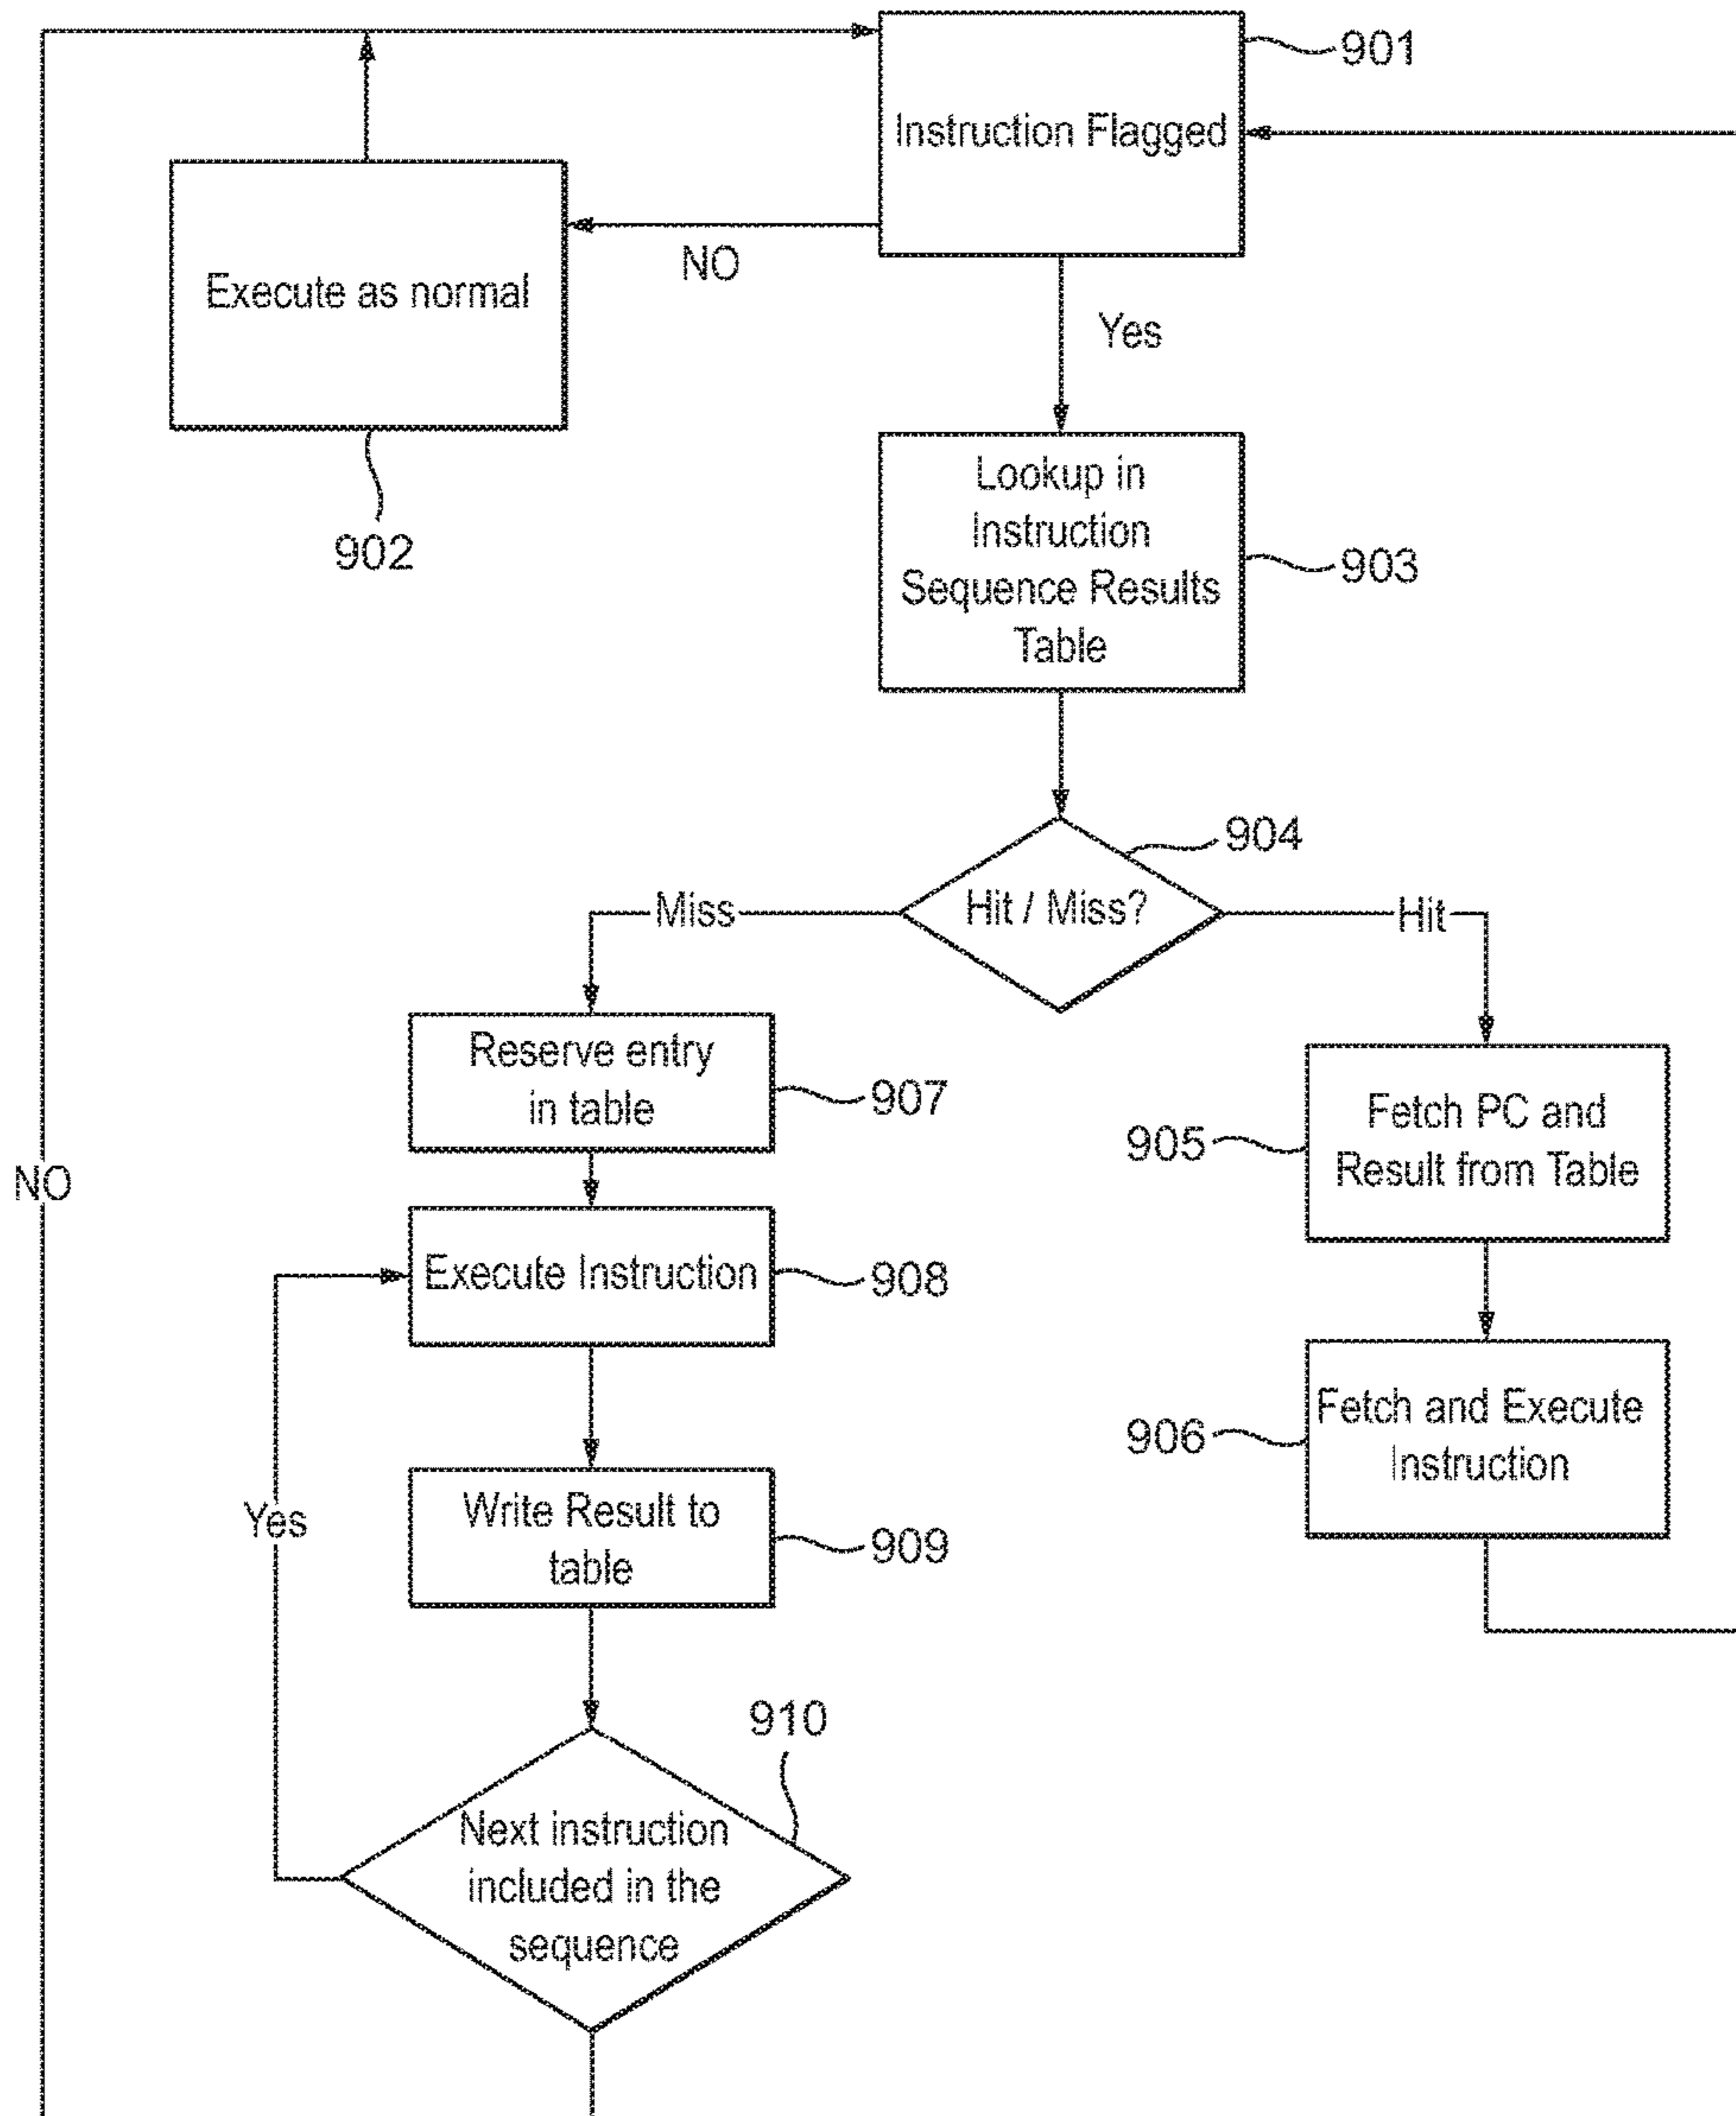 901
Instruction Flagged
NO
Execute as normal
Yes
902
Lookup in
Instruction
Sequence Results
Table
903
904
Hit / Miss?
Miss
Hit
Reserve entry
in table
907
Fetch PC and
Result from Table
905
NO
Execute Instruction
908
Fetch and Execute
Instruction
906
Write Result to
table
909
Yes
910
Next instruction
included in the
sequence